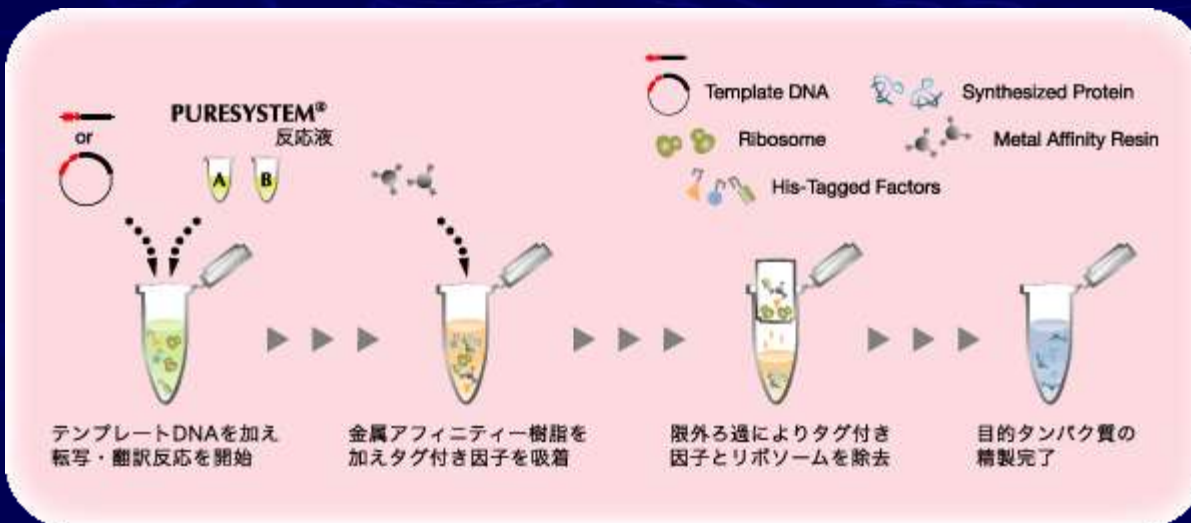 or
PURESYSTEM®
反応液
A B
Template DNA
Synthesized Protein
Ribosome
Metal Affinity Resin
His-Tagged Factors
テンプレートDNAを加え
転写・翻訳反応を開始
金属アフィニティー樹脂を
加えタグ付き因子を吸着
限外ろ過によりタグ付き
因子とリボソームを除去
目的タンパク質の
精製完了